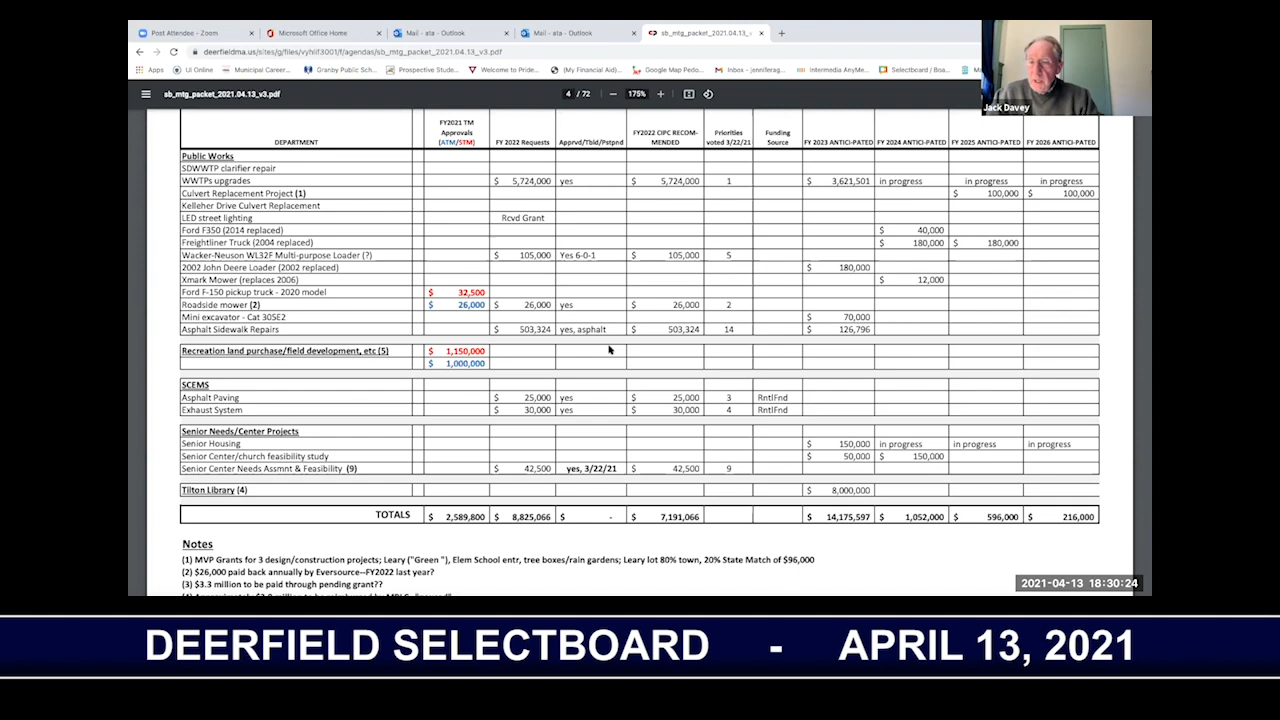 Post Attendee - Zoom × Microsoft Office Home × Mail - ata - Outlook × Mail - ata - Outlook × sb_mtg_packet_2021.04.13_v × +
deerfieldma.us/sites/g/files/vyhlif3001/f/agendas/sb_mtg_packet_2021.04.13_v3.pdf
Apps UI Online Municipal Career... Granby Public Sch... Prospective Stude... Welcome to Pride... (My Financial Aid)... Google Map Pedo... Inbox - jenniferag... Intermedia AnyMe... Selectboard / Boa...
sb_mtg_packet_2021.04.13_v3.pdf 4 / 72 − 175% +
Jack Davey
DEPARTMENT FY2021 TM Approvals (ATM/STM) FY 2022 Requests Apprvd/Tbld/Pstpnd FY2022 CIPC RECOM-MENDED Priorities voted 3/22/21 Funding Source FY 2023 ANTICI-PATED FY 2024 ANTICI-PATED FY 2025 ANTICI-PATED FY 2026 ANTICI-PATED
Public Works
SDWWTP clarifier repair
WWTPs upgrades $ 5,724,000 yes $ 5,724,000 1 $ 3,621,501 in progress in progress in progress
Culvert Replacement Project (1) $ 100,000 $ 100,000
Kelleher Drive Culvert Replacement
LED street lighting Rcvd Grant
Ford F350 (2014 replaced) $ 40,000
Freightliner Truck (2004 replaced) $ 180,000 $ 180,000
Wacker-Neuson WL32F Multi-purpose Loader (?) $ 105,000 Yes 6-0-1 $ 105,000 5
2002 John Deere Loader (2002 replaced) $ 180,000
Xmark Mower (replaces 2006) $ 12,000
Ford F-150 pickup truck - 2020 model $ 32,500
Roadside mower (2) $ 26,000 $ 26,000 yes $ 26,000 2
Mini excavator - Cat 305E2 $ 70,000
Asphalt Sidewalk Repairs $ 503,324 yes, asphalt $ 503,324 14 $ 126,796
Recreation land purchase/field development, etc (5) $ 1,150,000
$ 1,000,000
SCEMS
Asphalt Paving $ 25,000 yes $ 25,000 3 RntlFnd
Exhaust System $ 30,000 yes $ 30,000 4 RntlFnd
Senior Needs/Center Projects
Senior Housing $ 150,000 in progress in progress in progress
Senior Center/church feasibility study $ 50,000 $ 150,000
Senior Center Needs Assmnt & Feasibility (9) $ 42,500 yes, 3/22/21 $ 42,500 9
Tilton Library (4) $ 8,000,000
TOTALS $ 2,589,800 $ 8,825,066 $ - $ 7,191,066 $ 14,175,597 $ 1,052,000 $ 596,000 $ 216,000
Notes
(1) MVP Grants for 3 design/construction projects; Leary ("Green "), Elem School entr, tree boxes/rain gardens; Leary lot 80% town, 20% State Match of $96,000
(2) $26,000 paid back annually by Eversource--FY2022 last year?
(3) $3.3 million to be paid through pending grant??
2021-04-13 18:30:24
DEERFIELD SELECTBOARD - APRIL 13, 2021